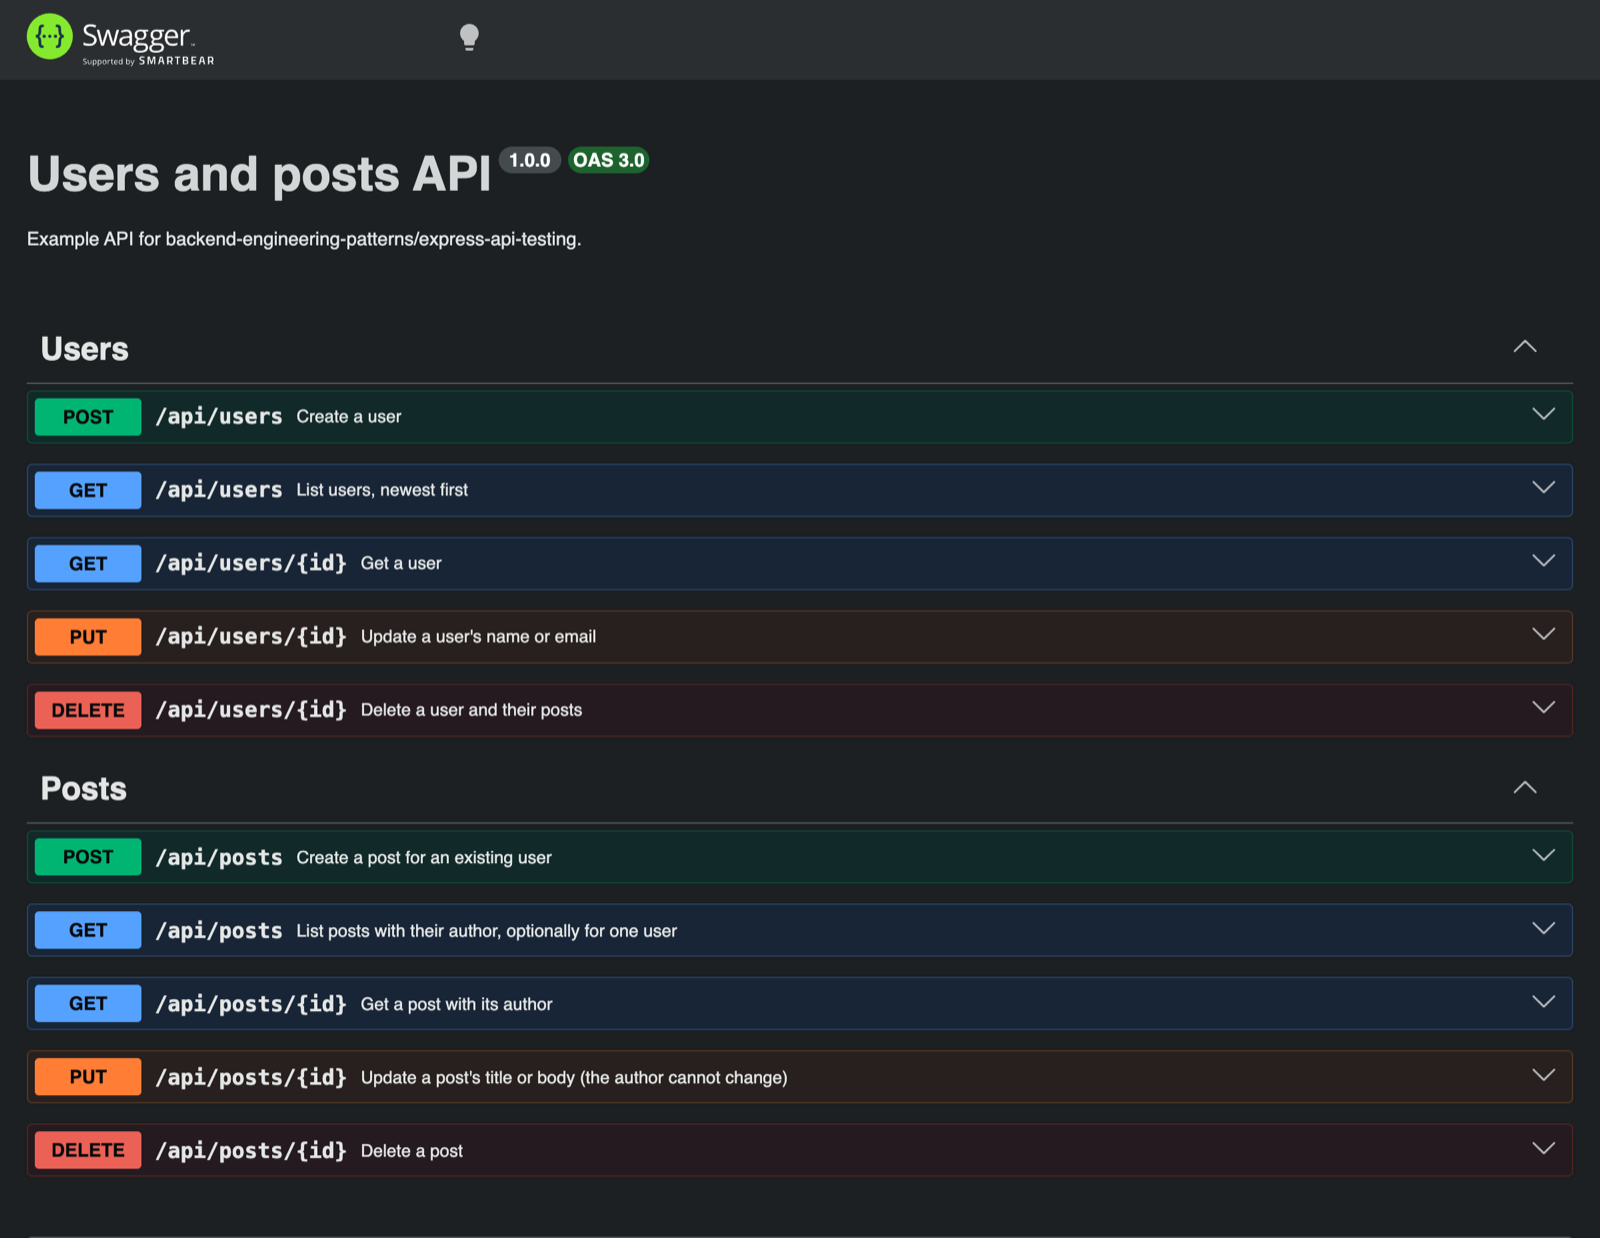 Swagger
Supported by SMARTBEAR
Users and posts API 1.0.0 OAS 3.0
Example API for backend-engineering-patterns/express-api-testing.
Users
POST /api/users Create a user
GET /api/users List users, newest first
GET /api/users/{id} Get a user
PUT /api/users/{id} Update a user's name or email
DELETE /api/users/{id} Delete a user and their posts
Posts
POST /api/posts Create a post for an existing user
GET /api/posts List posts with their author, optionally for one user
GET /api/posts/{id} Get a post with its author
PUT /api/posts/{id} Update a post's title or body (the author cannot change)
DELETE /api/posts/{id} Delete a post